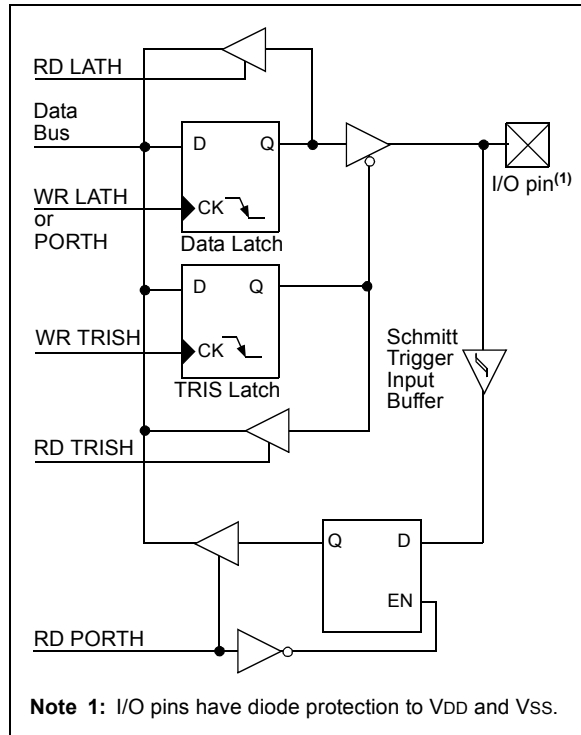 RD LATH
Data
Bus
D Q
I/O pin(1)
WR LATH
or
PORTH
CK
Data Latch
D Q
WR TRISH
CK
TRIS Latch
Schmitt
Trigger
Input
Buffer
RD TRISH
Q D
EN
RD PORTH
Note 1: I/O pins have diode protection to VDD and VSS.